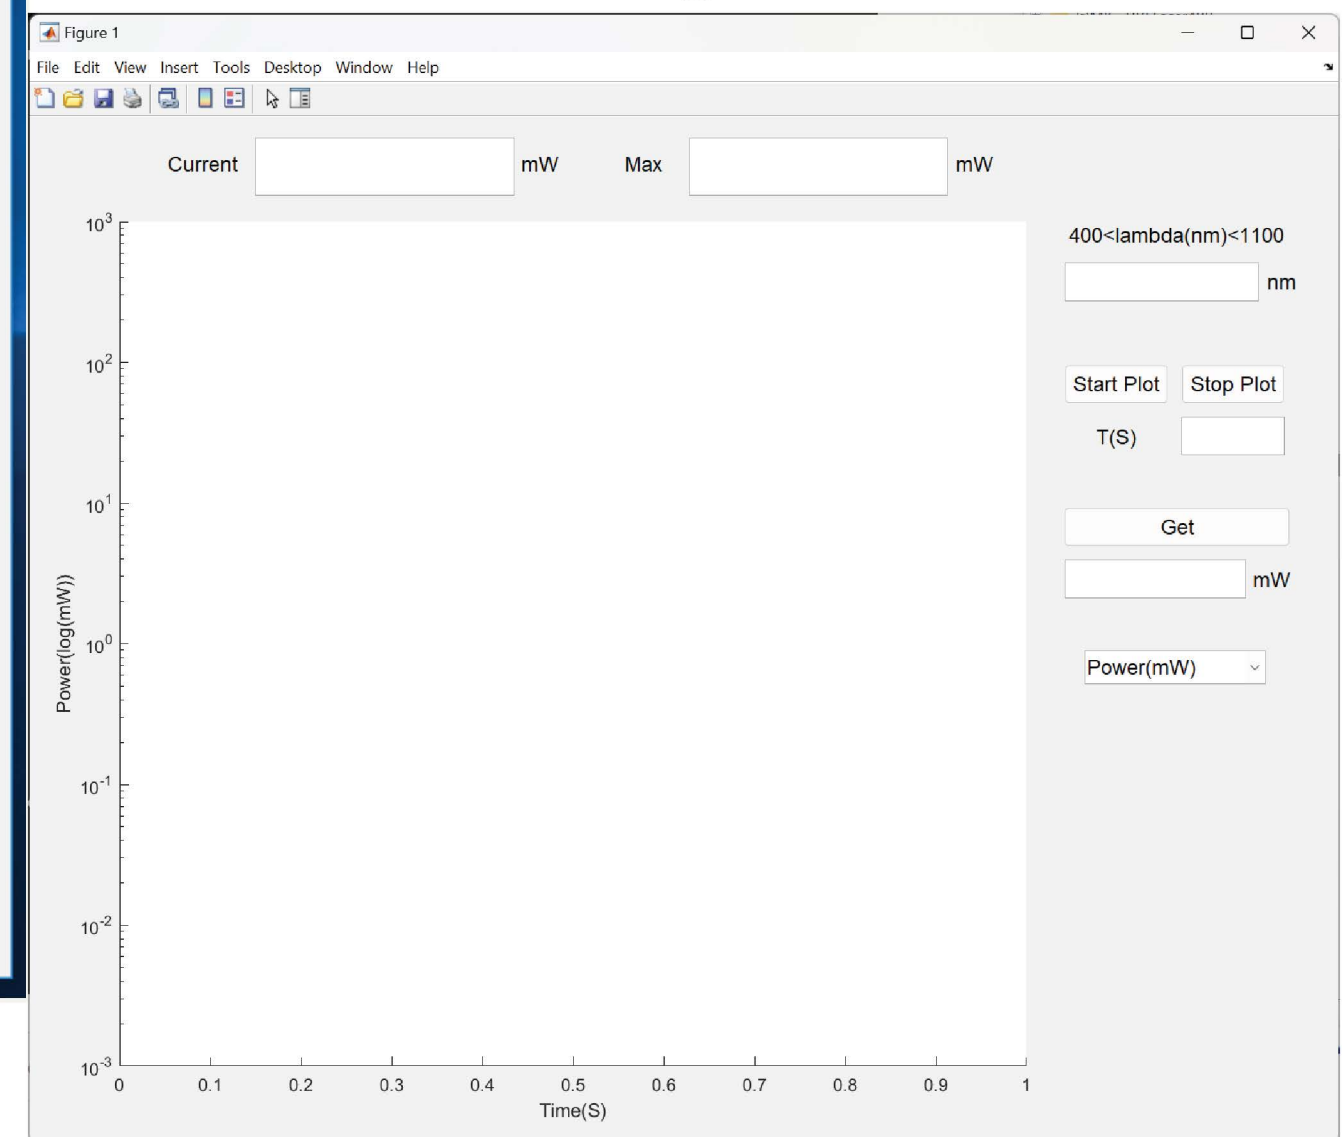 Figure 1
File Edit View Insert Tools Desktop Window Help
Current mW Max mW
400<lambda(nm)<1100
nm
Start Plot Stop Plot
T(S)
Get
mW
Power(mW)
Power(log(mW))
10^3
10^2
10^1
10^0
10^-1
10^-2
10^-3
0 0.1 0.2 0.3 0.4 0.5 0.6 0.7 0.8 0.9 1
Time(S)